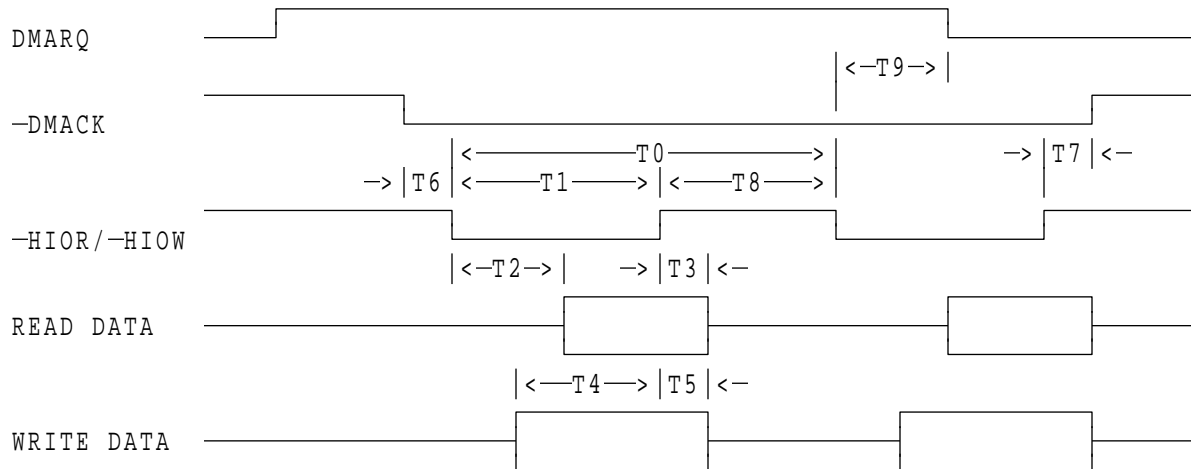 DMARQ
|<—T9—>|
—DMACK
|<————T0————>| —>|T7|<—
—>|T6|<——T1——>|<——T8——>|
—HIOR/—HIOW
|<—T2—>| —>|T3|<—
READ DATA
|<——T4——>|T5|<—
WRITE DATA